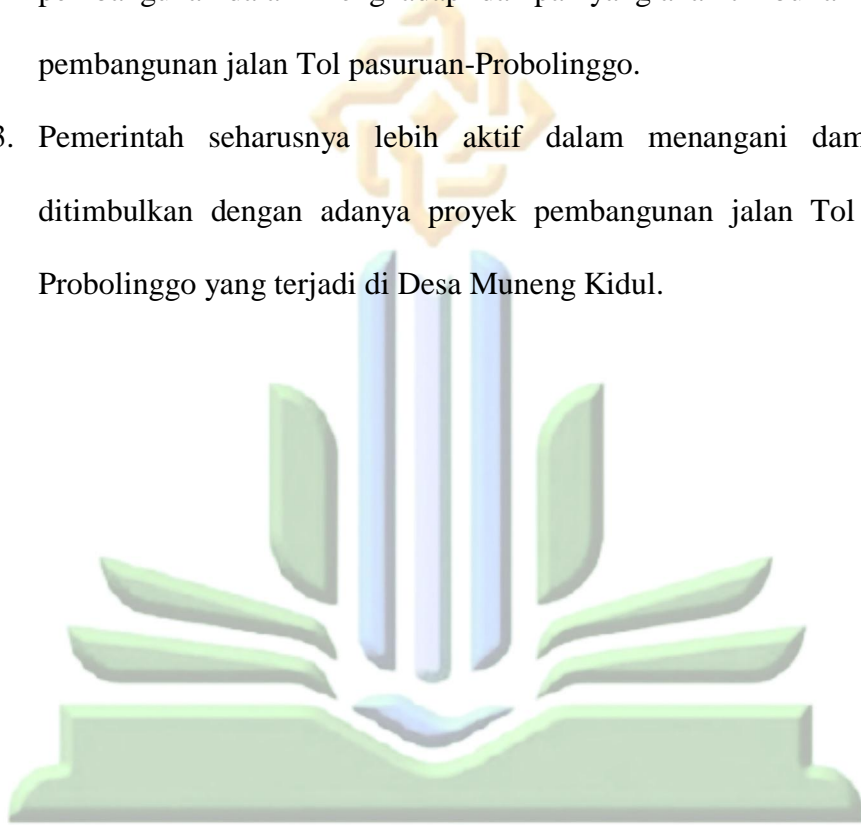 pembangunan jalan Tol pasuruan-Probolinggo.
3. Pemerintah seharusnya lebih aktif dalam menangani dam
ditimbulkan dengan adanya proyek pembangunan jalan Tol
Probolinggo yang terjadi di Desa Muneng Kidul.